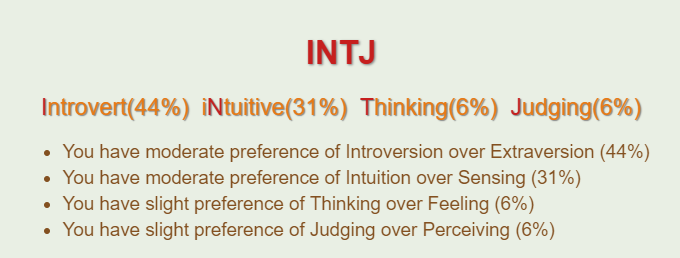 INTJ
Introvert(44%) iNtuitive(31%) Thinking(6%) Judging(6%)
• You have moderate preference of Introversion over Extraversion (44%)
• You have moderate preference of Intuition over Sensing (31%)
• You have slight preference of Thinking over Feeling (6%)
• You have slight preference of Judging over Perceiving (6%)